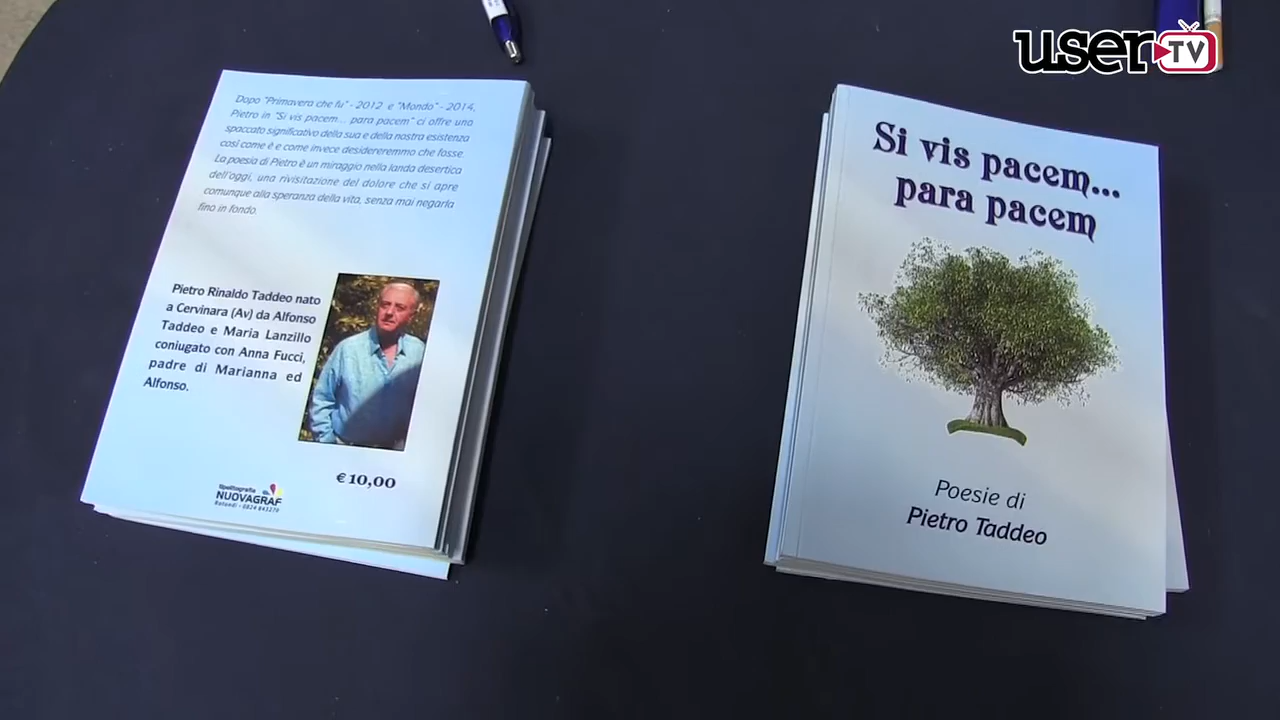 Dopo "Primavera che fu" - 2012 e "Mondo" - 2014,
Pietro in "Si vis pacem... para pacem" ci offre uno
spaccato significativo della sua e della nostra esistenza
così come è e come invece desidereremmo che fosse.
La poesia di Pietro è un miraggio nella landa desertica
dell'oggi, una rivisitazione del dolore che si apre
comunque alla speranza della vita, senza mai negarla
fino in fondo.
Pietro Rinaldo Taddeo nato
a Cervinara (Av) da Alfonso
Taddeo e Maria Lanzillo
coniugato con Anna Fucci,
padre di Marianna ed
Alfonso.
€ 10,00
tipolitografia
NUOVAGRAF
Rotondi - 0824 843270
user TV
Si vis pacem...
para pacem
Poesie di
Pietro Taddeo